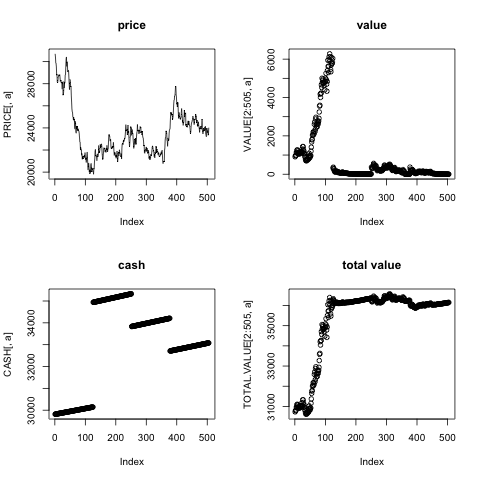 price
PRICE[, a]
20000 24000 28000
0 100 200 300 400 500
Index
value
VALUE[2:505, a]
0 2000 4000 6000
0 100 200 300 400 500
Index
cash
CASH[, a]
30000 32000 34000
0 100 200 300 400 500
Index
total value
TOTAL.VALUE[2:505, a]
31000 33000 35000
0 100 200 300 400 500
Index